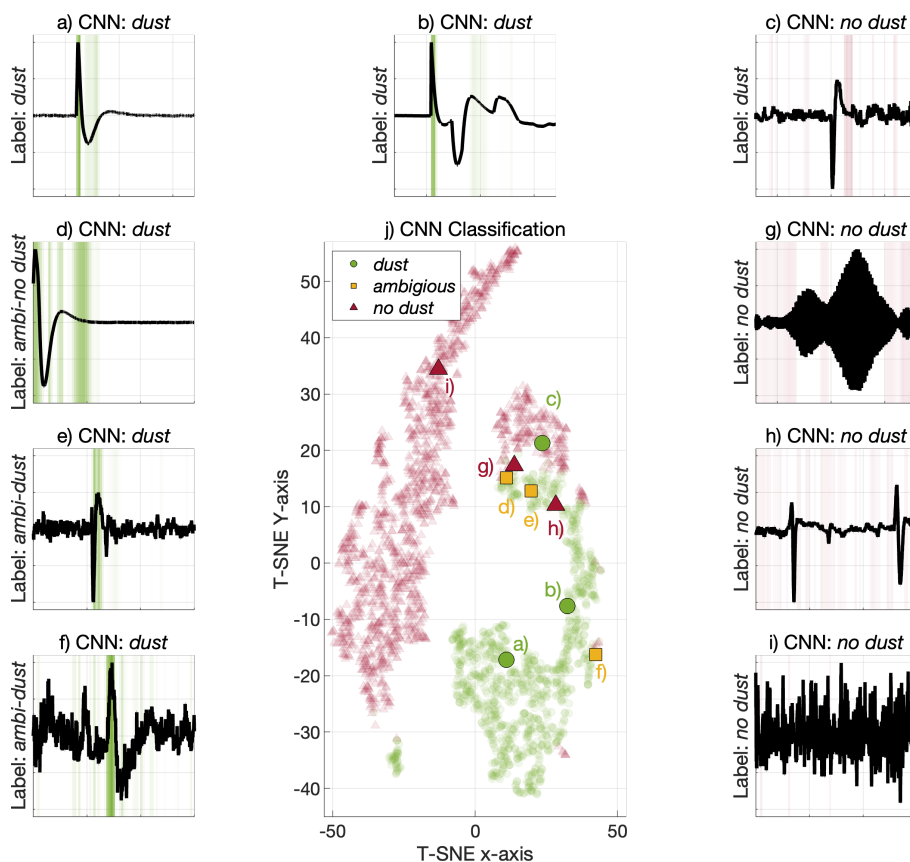 a) CNN: dust
b) CNN: dust
c) CNN: no dust
Label: dust
Label: dust
Label: dust
d) CNN: dust
j) CNN Classification
g) CNN: no dust
Label: ambi-no dust
dust
ambigious
no dust
Label: no dust
e) CNN: dust
h) CNN: no dust
Label: ambi-dust
Label: no dust
f) CNN: dust
i) CNN: no dust
Label: ambi-dust
Label: no dust
T-SNE Y-axis
50
40
30
20
10
0
-10
-20
-30
-40
i)
c)
g)
d)
e)
h)
b)
a)
f)
-50
0
50
T-SNE x-axis